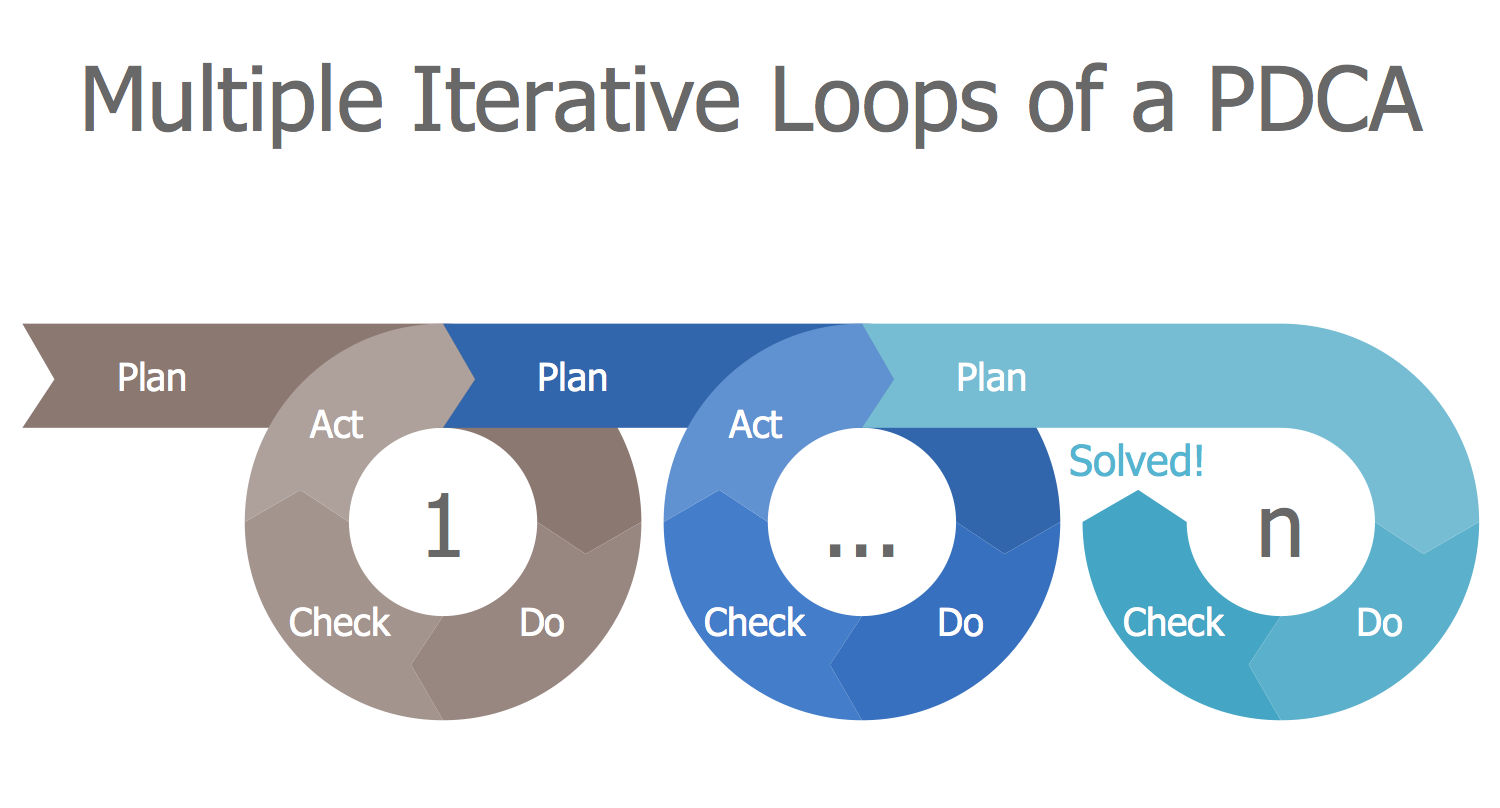 Multiple Iterative Loops of a PDCA
Plan
Act
1
Check
Do
Plan
Act
...
Check
Do
Plan
Solved!
n
Check
Do